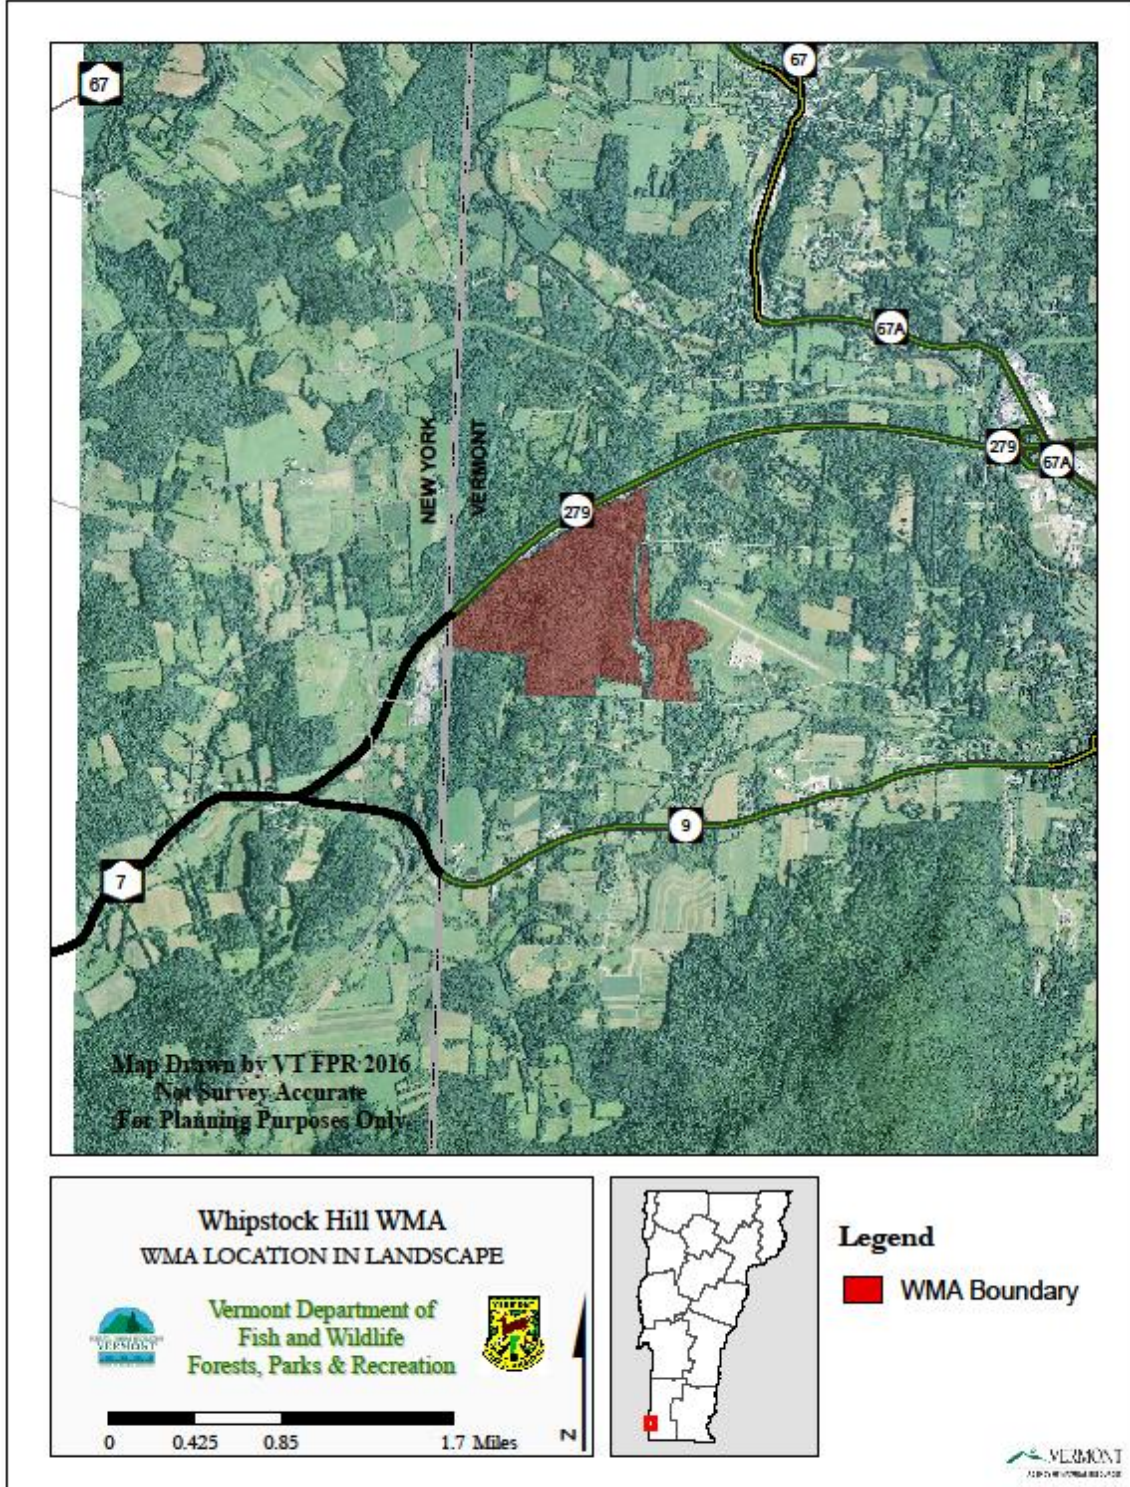 67
67
67A
NEW YORK
VERMONT
279
67A
279
9
7
Map Drawn by VT FPR 2016
Not Survey Accurate
For Planning Purposes Only
Whipstock Hill WMA
WMA LOCATION IN LANDSCAPE
Vermont Department of
Fish and Wildlife
Forests, Parks & Recreation
VERMONT
VERMONT
0 0.425 0.85 1.7 Miles
N
Legend
WMA Boundary
VERMONT